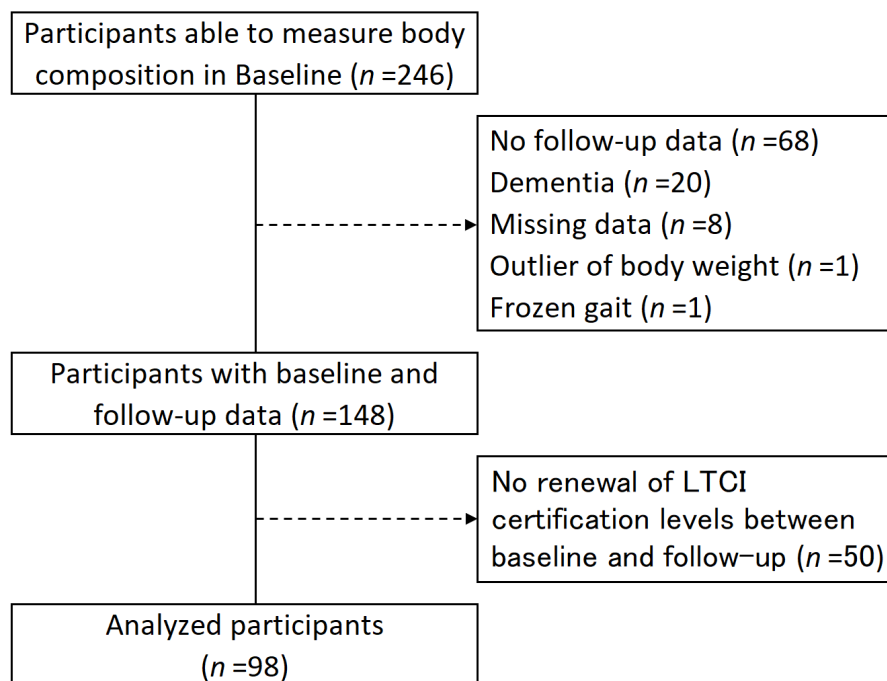 Participants able to measure body
composition in Baseline (n =246)
No follow-up data (n =68)
Dementia (n =20)
Missing data (n =8)
Outlier of body weight (n =1)
Frozen gait (n =1)
Participants with baseline and
follow-up data (n =148)
No renewal of LTCI
certification levels between
baseline and follow-up (n =50)
Analyzed participants
(n =98)